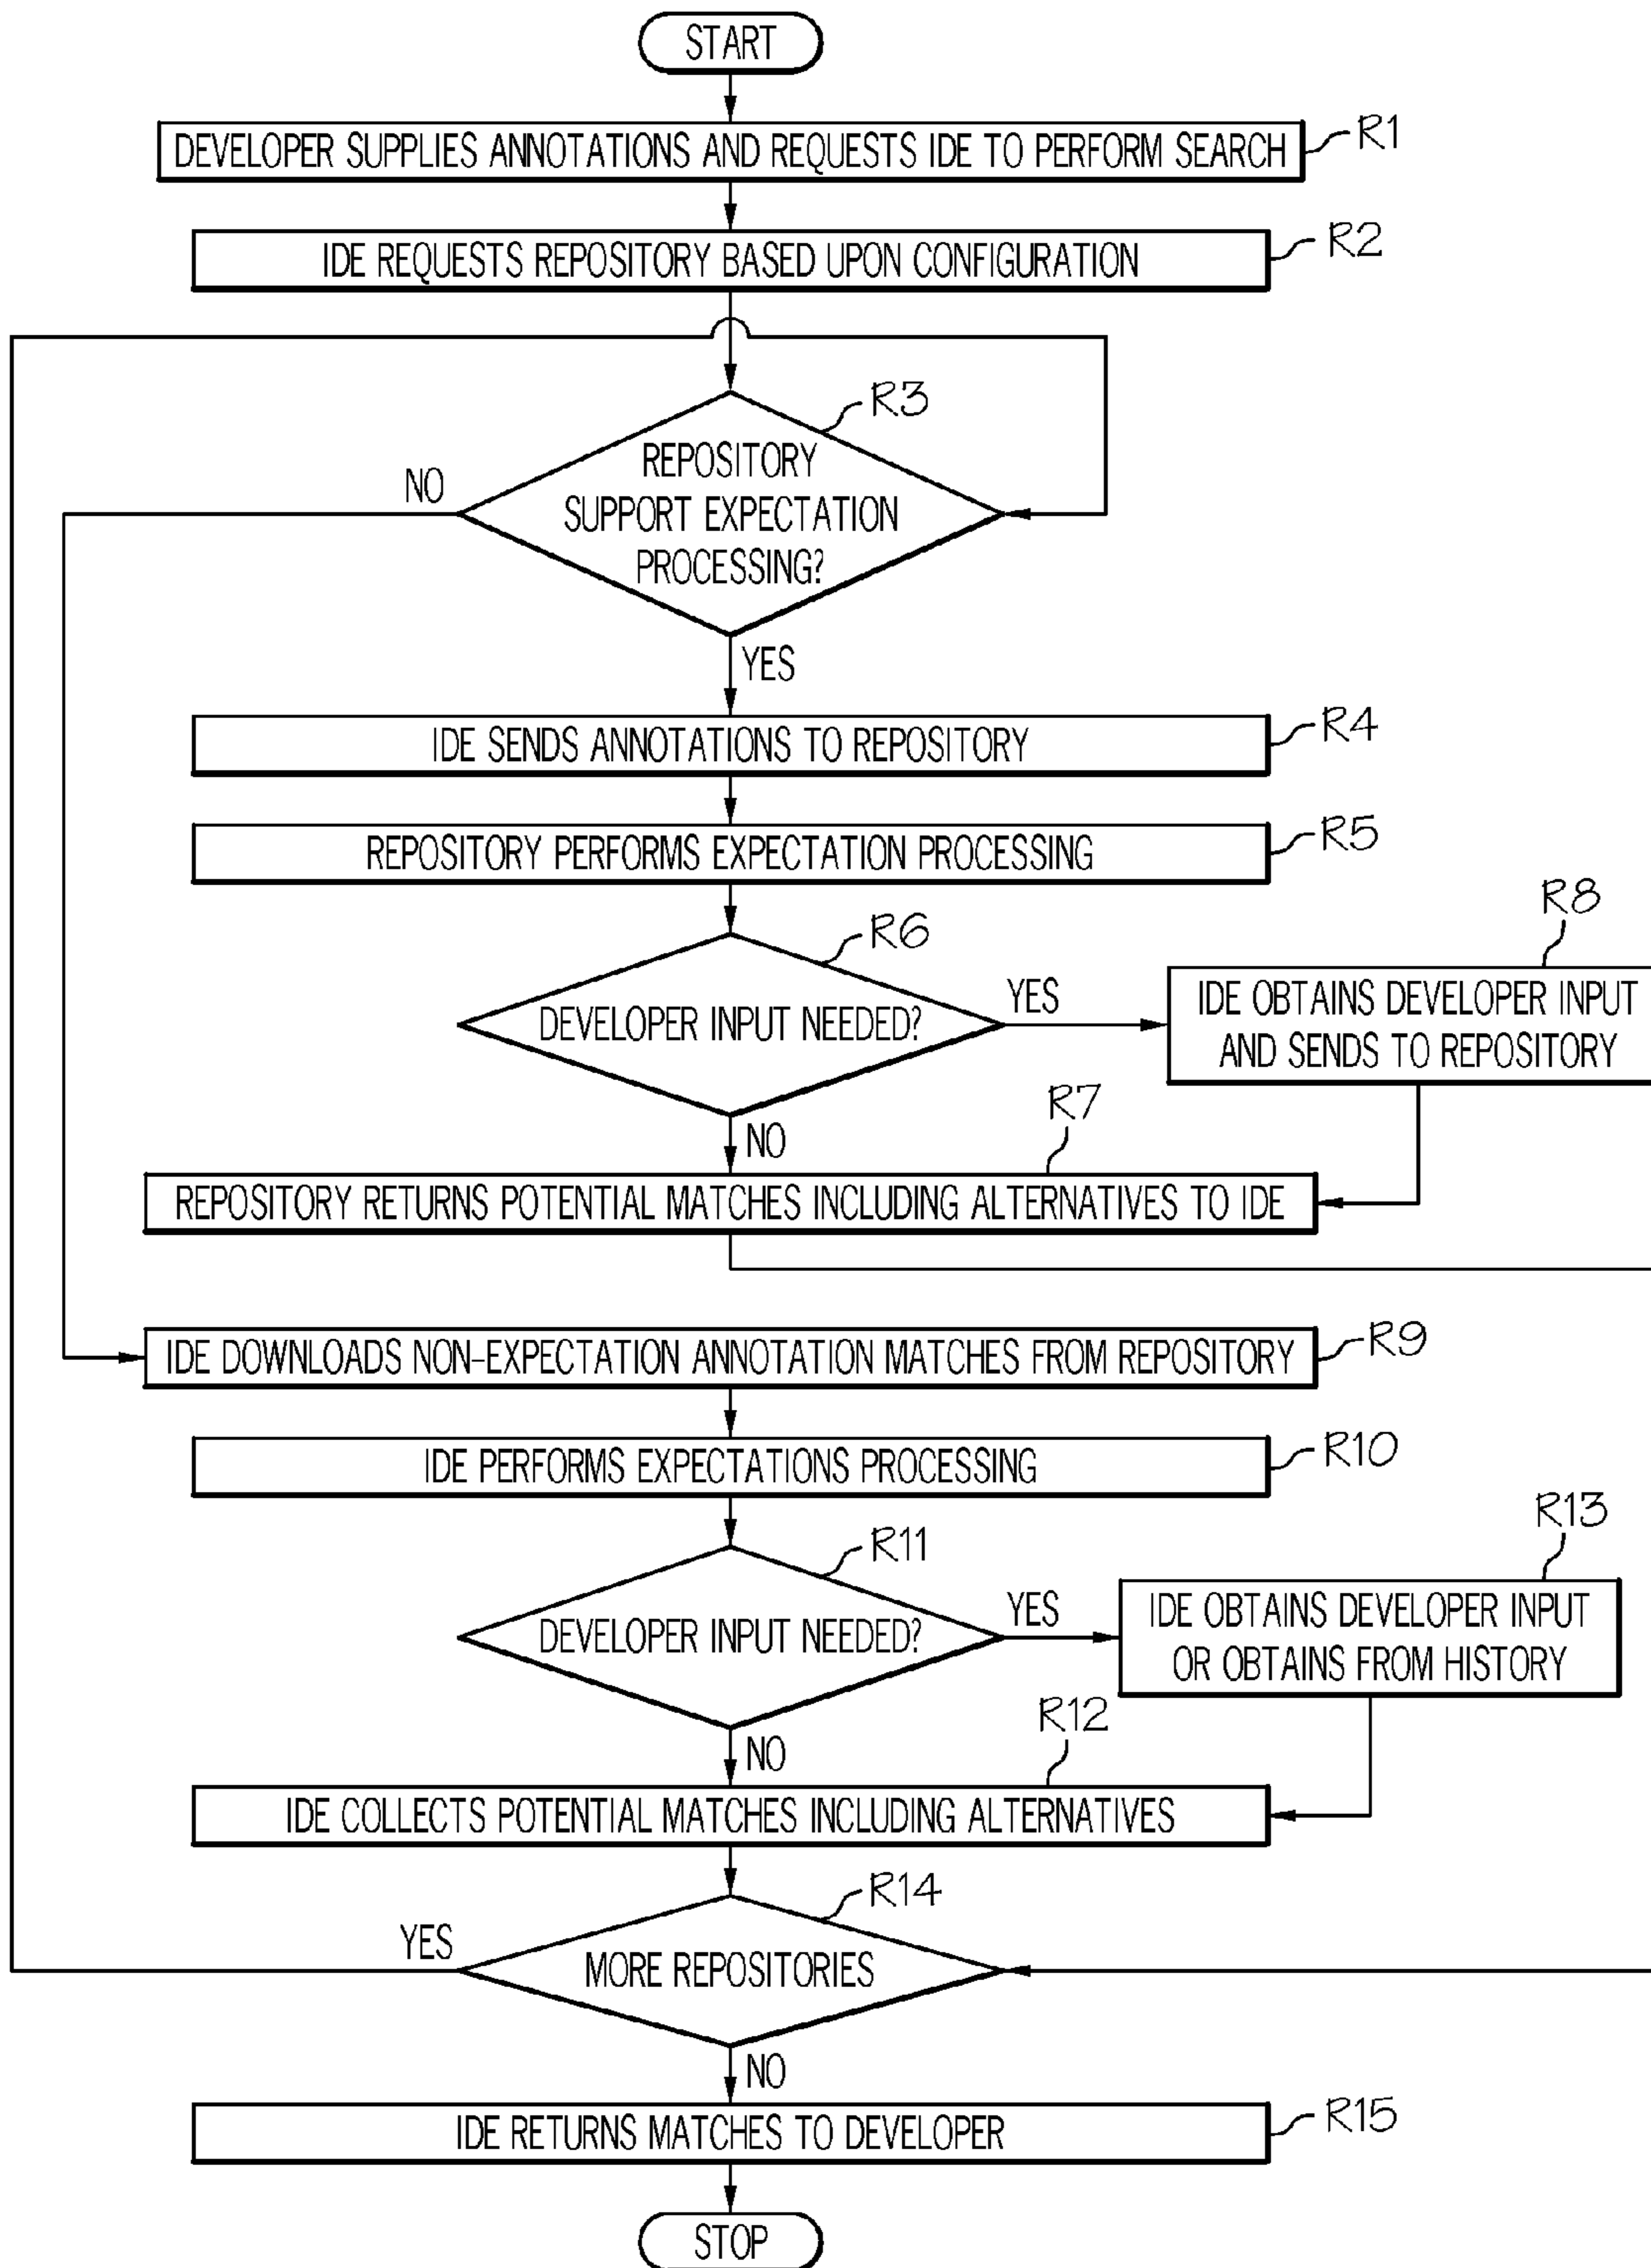 START
DEVELOPER SUPPLIES ANNOTATIONS AND REQUESTS IDE TO PERFORM SEARCH
R1
IDE REQUESTS REPOSITORY BASED UPON CONFIGURATION
R2
R3
REPOSITORY
SUPPORT EXPECTATION
PROCESSING?
NO
YES
IDE SENDS ANNOTATIONS TO REPOSITORY
R4
REPOSITORY PERFORMS EXPECTATION PROCESSING
R5
R6
DEVELOPER INPUT NEEDED?
YES
R8
IDE OBTAINS DEVELOPER INPUT
AND SENDS TO REPOSITORY
NO
R7
REPOSITORY RETURNS POTENTIAL MATCHES INCLUDING ALTERNATIVES TO IDE
IDE DOWNLOADS NON-EXPECTATION ANNOTATION MATCHES FROM REPOSITORY
R9
IDE PERFORMS EXPECTATIONS PROCESSING
R10
R11
DEVELOPER INPUT NEEDED?
YES
R13
IDE OBTAINS DEVELOPER INPUT
OR OBTAINS FROM HISTORY
NO
R12
IDE COLLECTS POTENTIAL MATCHES INCLUDING ALTERNATIVES
R14
YES
MORE REPOSITORIES
NO
IDE RETURNS MATCHES TO DEVELOPER
R15
STOP